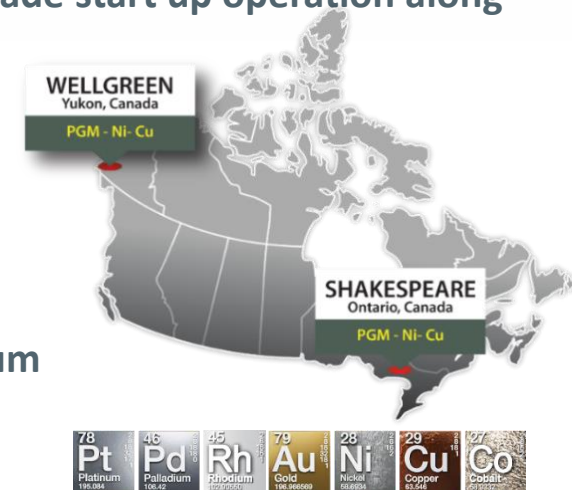 ade start up operation along
WELLGREEN
Yukon, Canada
PGM - Ni- Cu
SHAKESPEARE
Ontario, Canada
PGM - Ni- Cu
um
78 46 45 79 28 29 27
Pt Pd Rh Au Ni Cu Co
Platinum Palladium Rhodium Gold Nickel Copper Cobalt
195.084 106.42 196.966569 58.6934 63.546